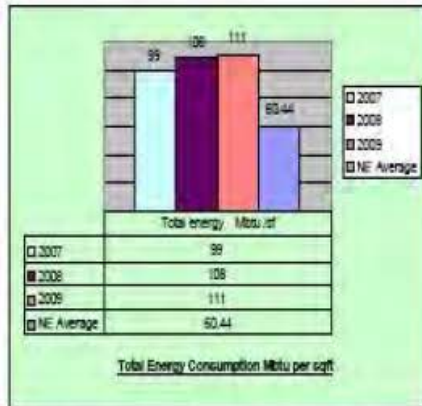 99
108
111
60.44
2007
2008
2009
NE Average
Total energy Mbtu /sf
2007 99
2008 108
2009 111
NE Average 60.44
Total Energy Consumption Mbtu per sqft